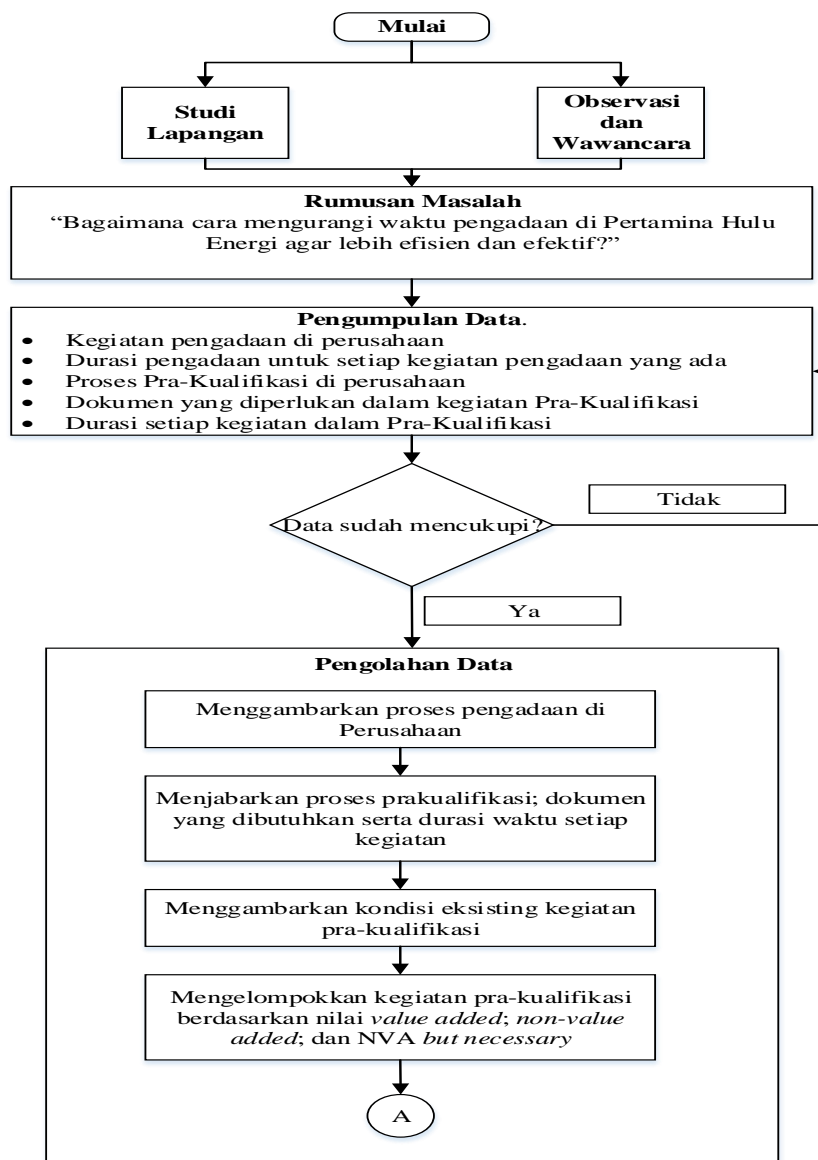 Mulai
Studi
Lapangan
Observasi
dan
Wawancara
Rumusan Masalah
“Bagaimana cara mengurangi waktu pengadaan di Pertamina Hulu
Energi agar lebih efisien dan efektif?”
Pengumpulan Data.
• Kegiatan pengadaan di perusahaan
• Durasi pengadaan untuk setiap kegiatan pengadaan yang ada
• Proses Pra-Kualifikasi di perusahaan
• Dokumen yang diperlukan dalam kegiatan Pra-Kualifikasi
• Durasi setiap kegiatan dalam Pra-Kualifikasi
Data sudah mencukupi?
Tidak
Ya
Pengolahan Data
Menggambarkan proses pengadaan di
Perusahaan
Menjabarkan proses prakualifikasi; dokumen
yang dibutuhkan serta durasi waktu setiap
kegiatan
Menggambarkan kondisi eksisting kegiatan
pra-kualifikasi
Mengelompokkan kegiatan pra-kualifikasi
berdasarkan nilai value added; non-value
added; dan NVA but necessary
A